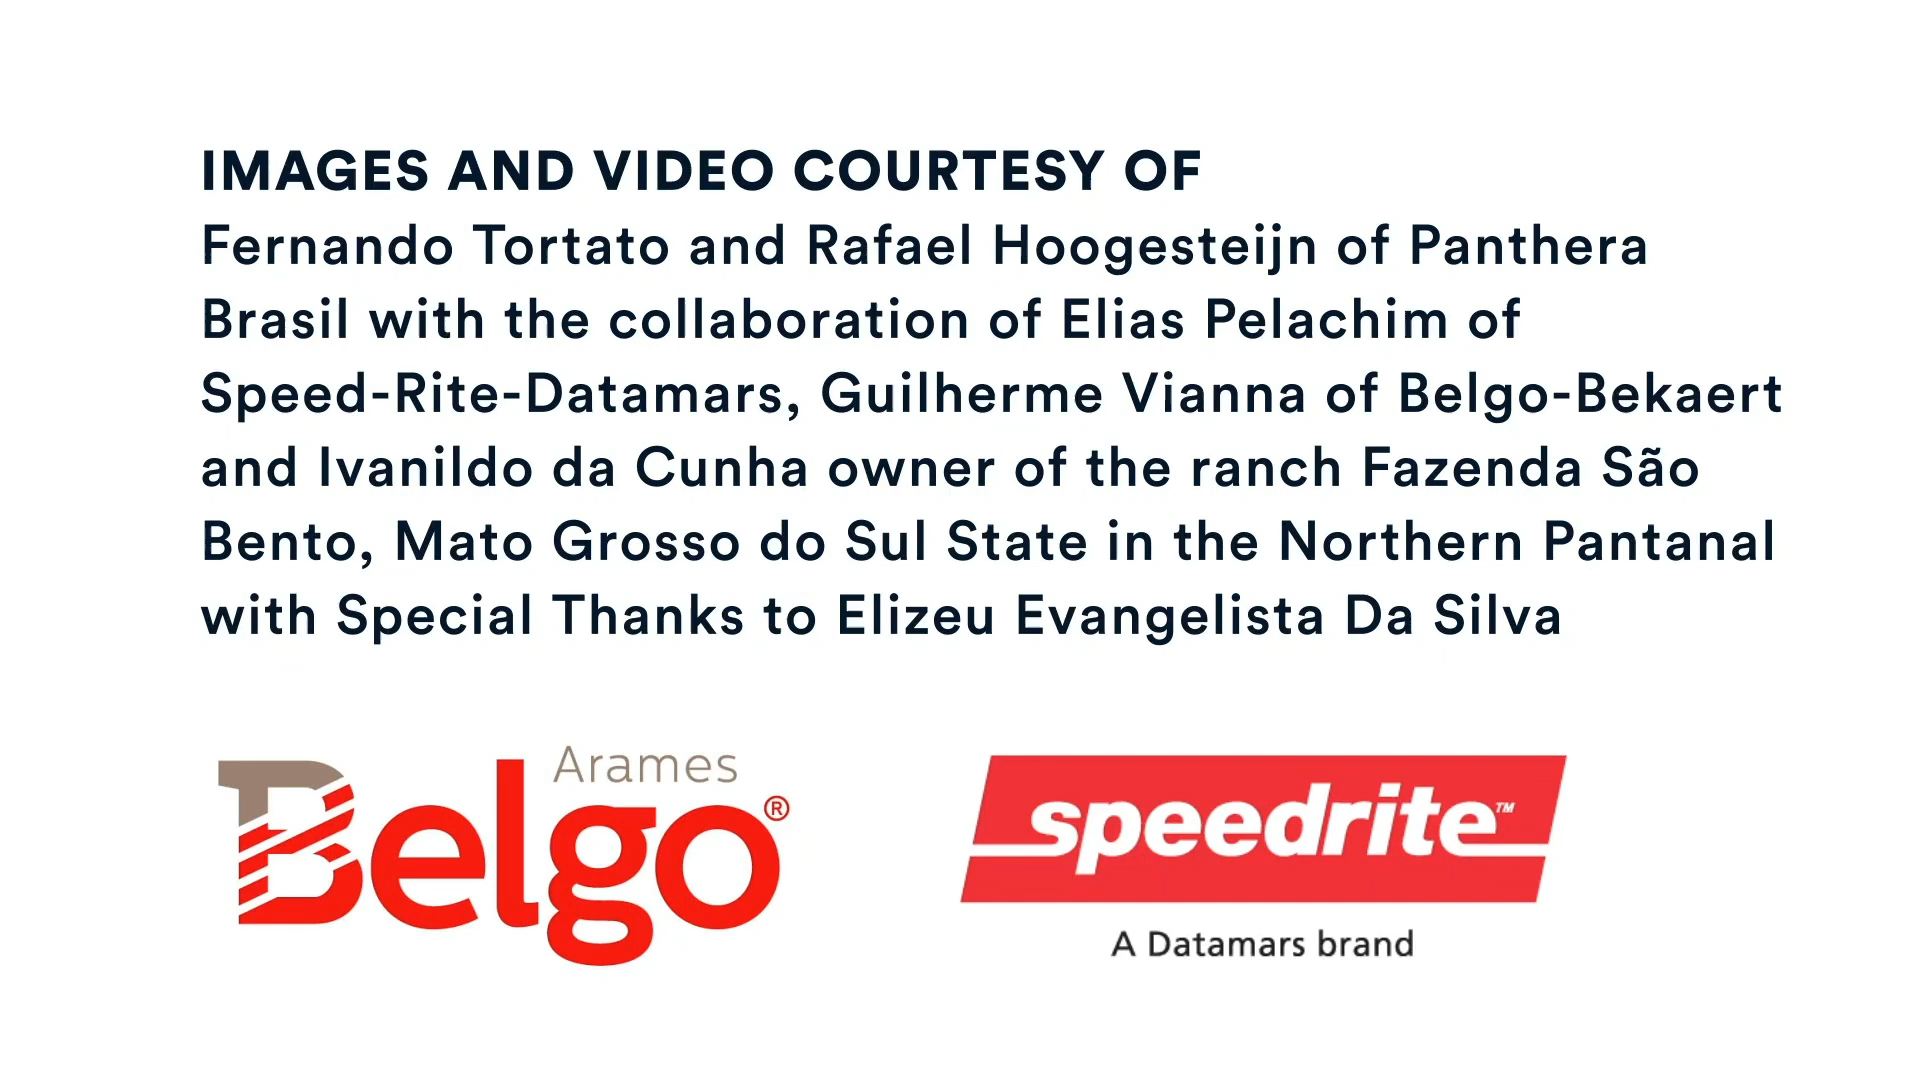 IMAGES AND VIDEO COURTESY OF
Fernando Tortato and Rafael Hoogesteijn of Panthera
Brasil with the collaboration of Elias Pelachim of
Speed-Rite-Datamars, Guilherme Vianna of Belgo-Bekaert
and Ivanildo da Cunha owner of the ranch Fazenda São
Bento, Mato Grosso do Sul State in the Northern Pantanal
with Special Thanks to Elizeu Evangelista Da Silva
Arames
Belgo®
speedrite™
A Datamars brand